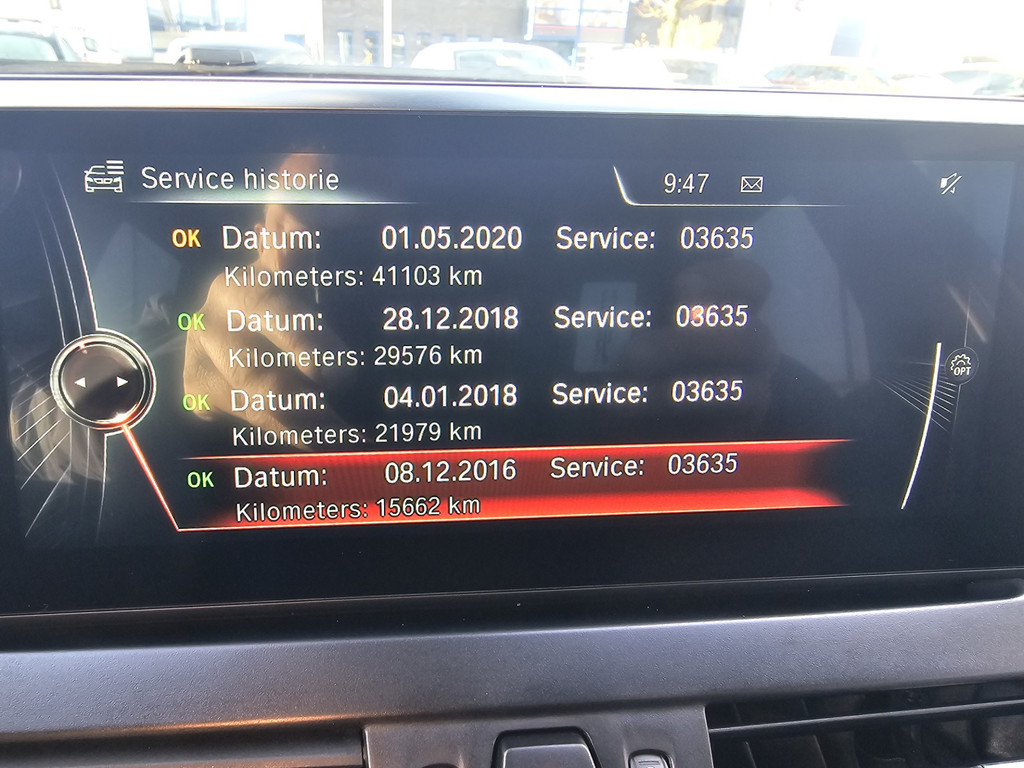 Service historie
9:47
OK Datum: 01.05.2020 Service: 03635
Kilometers: 41103 km
OK Datum: 28.12.2018 Service: 03635
Kilometers: 29576 km
OK Datum: 04.01.2018 Service: 03635
Kilometers: 21979 km
OK Datum: 08.12.2016 Service: 03635
Kilometers: 15662 km
OPT